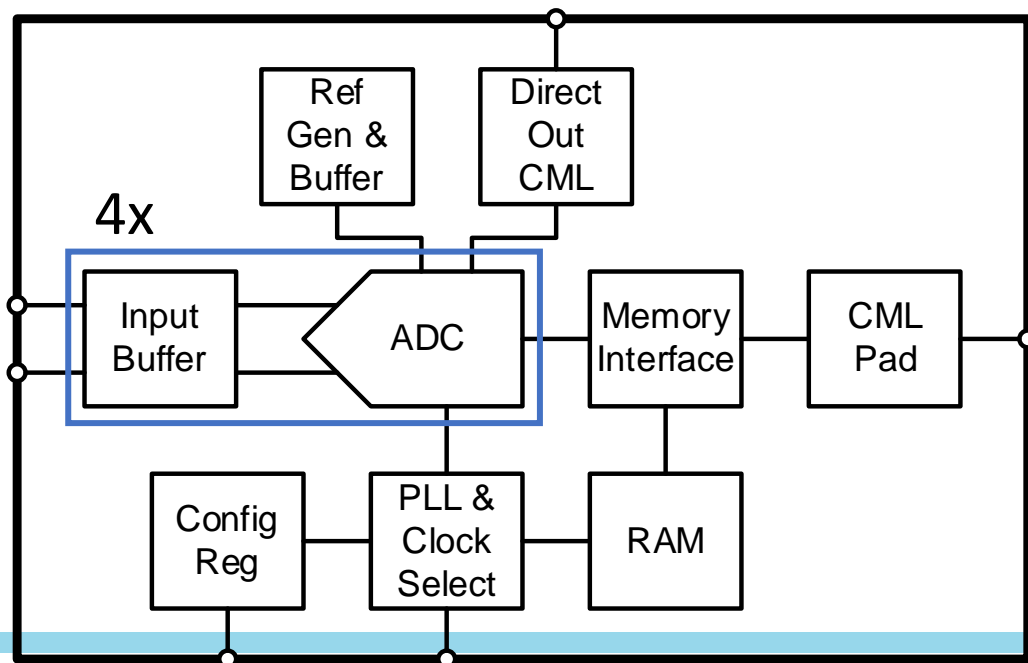 Ref
Gen &
Buffer
Direct
Out
CML
4x
Input
Buffer
ADC
Memory
Interface
CML
Pad
Config
Reg
PLL &
Clock
Select
RAM